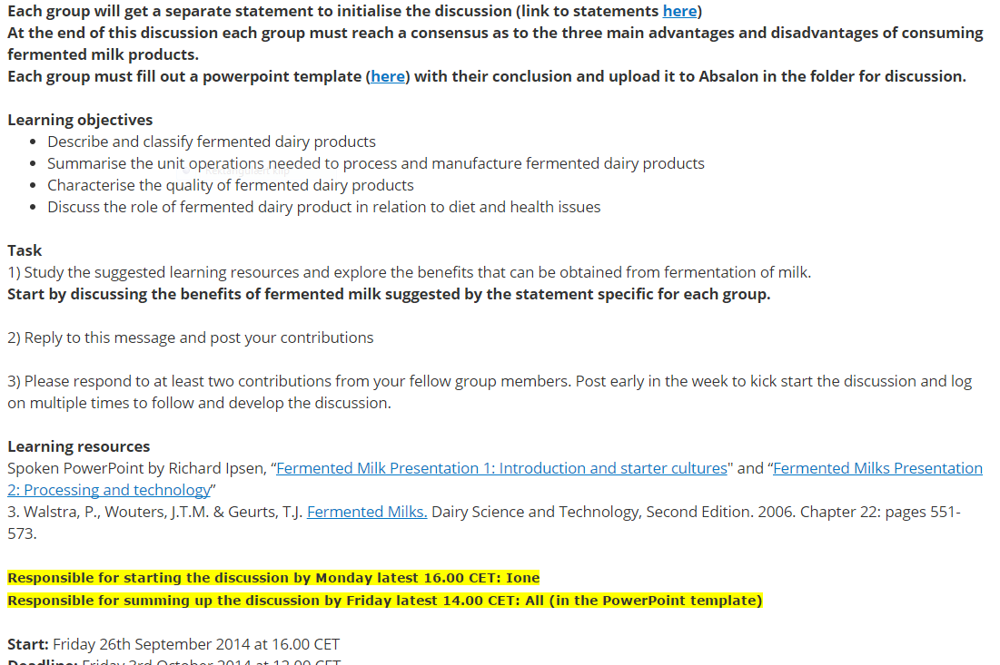 Each group will get a separate statement to initialise the discussion (link to statements here)
At the end of this discussion each group must reach a consensus as to the three main advantages and disadvantages of consuming
fermented milk products.
Each group must fill out a powerpoint template (here) with their conclusion and upload it to Absalon in the folder for discussion.
Learning objectives
• Describe and classify fermented dairy products
• Summarise the unit operations needed to process and manufacture fermented dairy products
• Characterise the quality of fermented dairy products
• Discuss the role of fermented dairy product in relation to diet and health issues
Task
1) Study the suggested learning resources and explore the benefits that can be obtained from fermentation of milk.
Start by discussing the benefits of fermented milk suggested by the statement specific for each group.
2) Reply to this message and post your contributions
3) Please respond to at least two contributions from your fellow group members. Post early in the week to kick start the discussion and log
on multiple times to follow and develop the discussion.
Learning resources
Spoken PowerPoint by Richard Ipsen, “Fermented Milk Presentation 1: Introduction and starter cultures" and “Fermented Milks Presentation
2: Processing and technology”
3. Walstra, P., Wouters, J.T.M. & Geurts, T.J. Fermented Milks. Dairy Science and Technology, Second Edition. 2006. Chapter 22: pages 551-
573.
Responsible for starting the discussion by Monday latest 16.00 CET: Ione
Responsible for summing up the discussion by Friday latest 14.00 CET: All (in the PowerPoint template)
Start: Friday 26th September 2014 at 16.00 CET
Deadline: Friday 3rd October 2014 at 12.00 CET